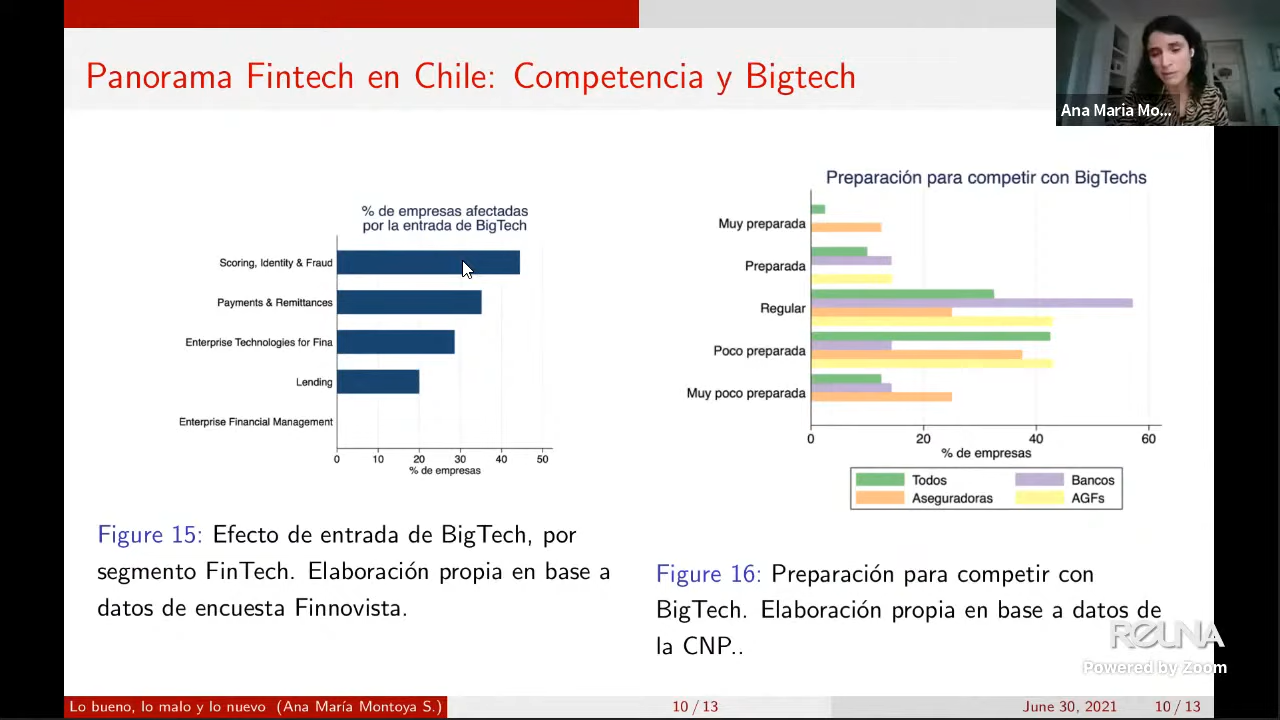 Panorama Fintech en Chile: Competencia y Bigtech
Ana Maria Mo...
% de empresas afectadas
por la entrada de BigTech
Scoring, Identity & Fraud
Payments & Remittances
Enterprise Technologies for Fina
Lending
Enterprise Financial Management
0 10 20 30 40 50
% de empresas
Figure 15: Efecto de entrada de BigTech, por
segmento FinTech. Elaboración propia en base a
datos de encuesta Finnovista.
Preparación para competir con BigTechs
Muy preparada
Preparada
Regular
Poco preparada
Muy poco preparada
0 20 40 60
% de empresas
Todos Bancos
Aseguradoras AGFs
Figure 16: Preparación para competir con
BigTech. Elaboración propia en base a datos de
la CNP..
REUNA
Powered by Zoom
Lo bueno, lo malo y lo nuevo (Ana María Montoya S.) 10 / 13 June 30, 2021 10 / 13